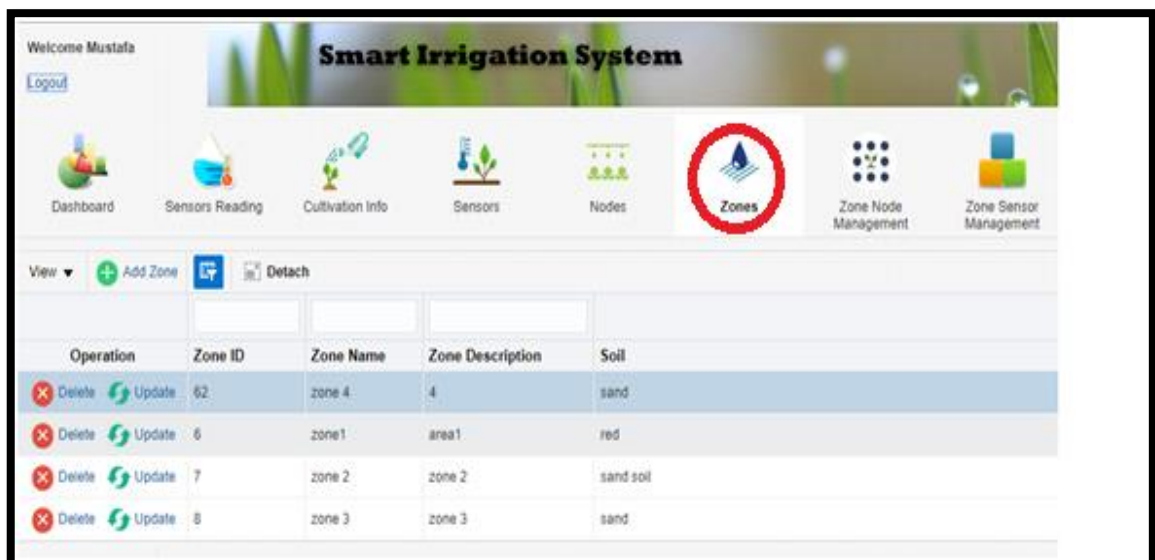 Welcome Mustafa
Logout
Smart Irrigation System
Dashboard
Sensors Reading
Cultivation Info
Sensors
Nodes
Zones
Zone Node
Management
Zone Sensor
Management
View Add Zone Detach
Operation Zone ID Zone Name Zone Description Soil
Delete Update 62 zone 4 4 sand
Delete Update 6 zone1 area1 red
Delete Update 7 zone 2 zone 2 sand soil
Delete Update 8 zone 3 zone 3 sand